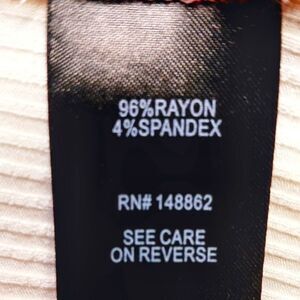 96%RAYON
4%SPANDEX
RN# 148862
SEE CARE
ON REVERSE